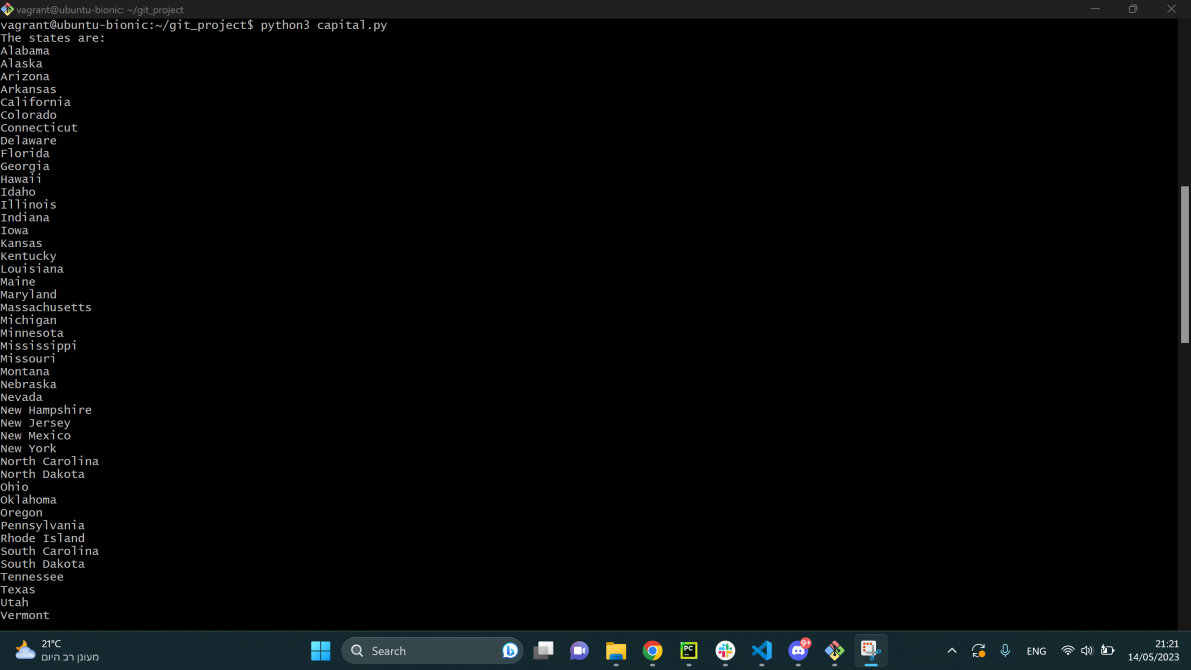 vagrant@ubuntu-bionic: ~/git_project
vagrant@ubuntu-bionic:~/git_project$ python3 capital.py
The states are:
Alabama
Alaska
Arizona
Arkansas
California
Colorado
Connecticut
Delaware
Florida
Georgia
Hawaii
Idaho
Illinois
Indiana
Iowa
Kansas
Kentucky
Louisiana
Maine
Maryland
Massachusetts
Michigan
Minnesota
Mississippi
Missouri
Montana
Nebraska
Nevada
New Hampshire
New Jersey
New Mexico
New York
North Carolina
North Dakota
Ohio
Oklahoma
Oregon
Pennsylvania
Rhode Island
South Carolina
South Dakota
Tennessee
Texas
Utah
Vermont
21°C
מעונן רב היום
Search
PC
9+
ENG
21:21
14/05/2023